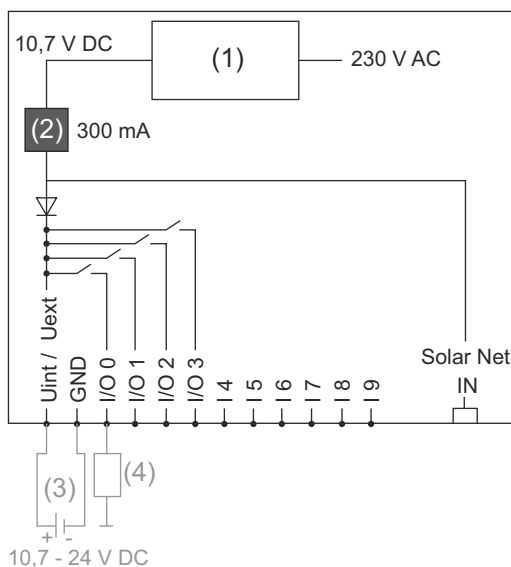 10,7 V DC
(1)
230 V AC
(2)
300 mA
Uint / Uext
GND
I/O 0
I/O 1
I/O 2
I/O 3
I 4
I 5
I 6
I 7
I 8
I 9
Solar Net
IN
(3)
(4)
+ -
10,7 - 24 V DC